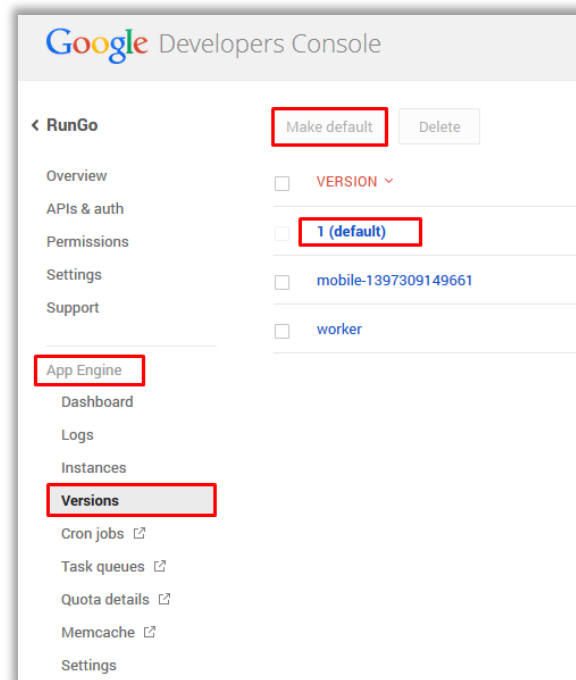 Google Developers Console
RunGo
Overview
APIs & auth
Permissions
Settings
Support
App Engine
Dashboard
Logs
Instances
Versions
Cron jobs
Task queues
Quota details
Memcache
Settings
Make default Delete
VERSION
1 (default)
mobile-1397309149661
worker